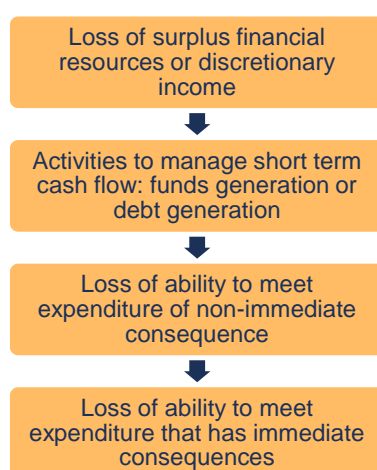 Loss of surplus financial
resources or discretionary
income
Activities to manage short term
cash flow: funds generation or
debt generation
Loss of ability to meet
expenditure of non-immediate
consequence
Loss of ability to meet
expenditure that has immediate
consequences